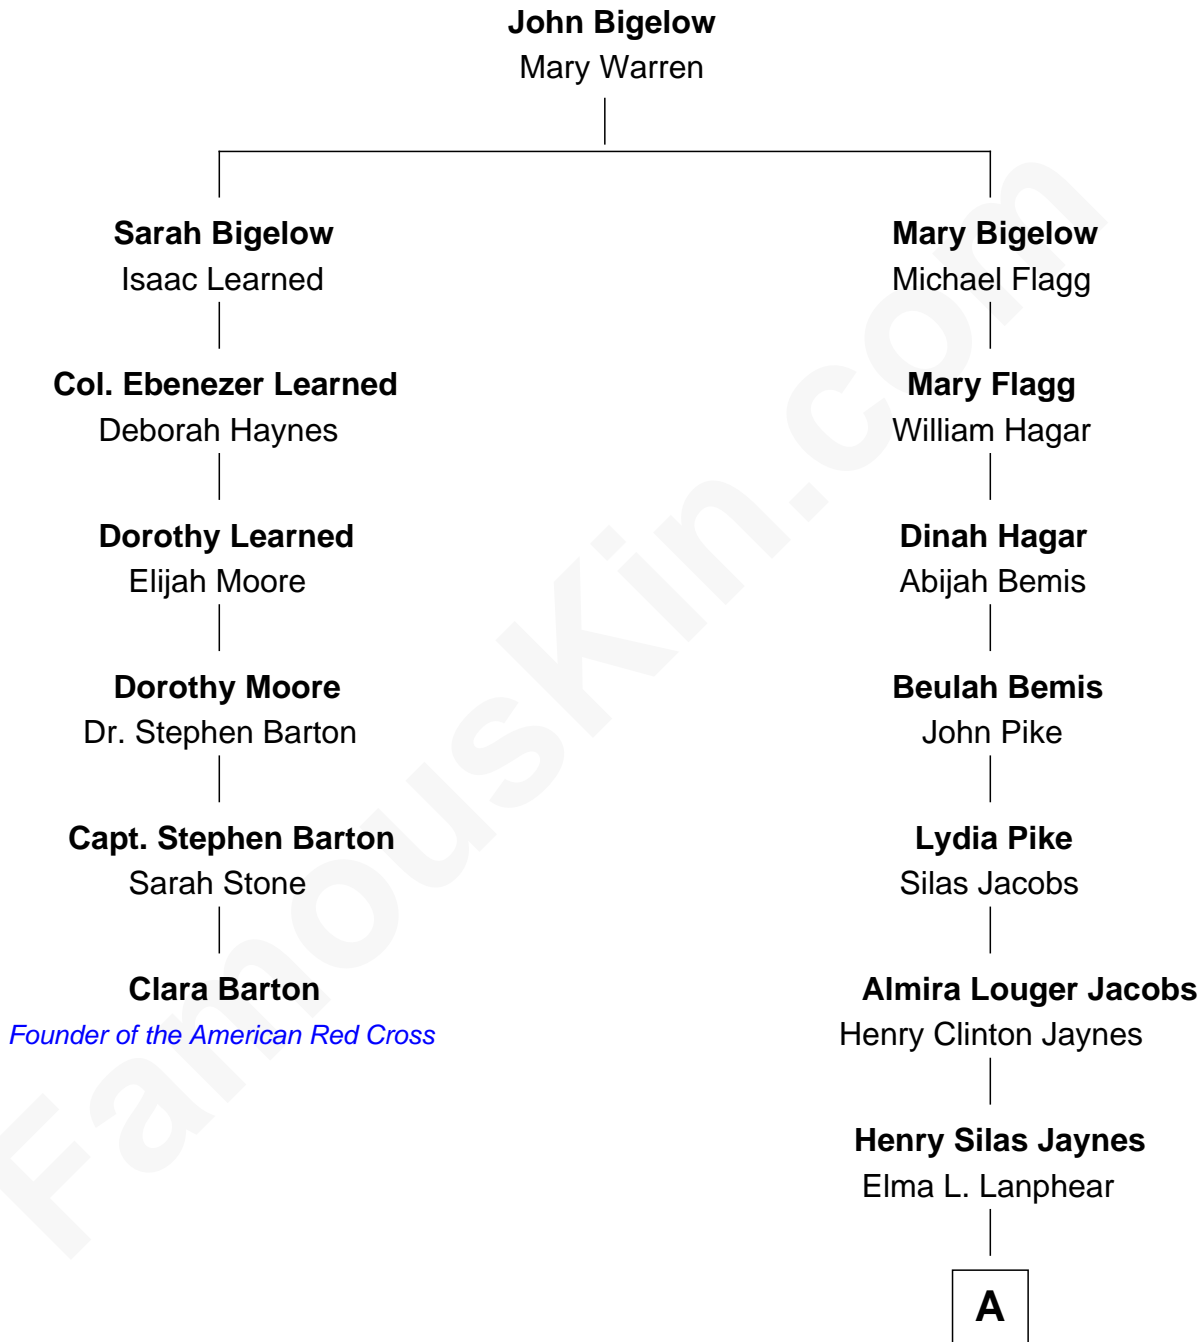 John Bigelow
Mary Warren
Sarah Bigelow
Isaac Learned
Mary Bigelow
Michael Flagg
Col. Ebenezer Learned
Deborah Haynes
Mary Flagg
William Hagar
Dorothy Learned
Elijah Moore
Dinah Hagar
Abijah Bemis
Dorothy Moore
Dr. Stephen Barton
Beulah Bemis
John Pike
Capt. Stephen Barton
Sarah Stone
Lydia Pike
Silas Jacobs
Clara Barton
Founder of the American Red Cross
Almira Louger Jacobs
Henry Clinton Jaynes
Henry Silas Jaynes
Elma L. Lanphear
A
FamousKin.com